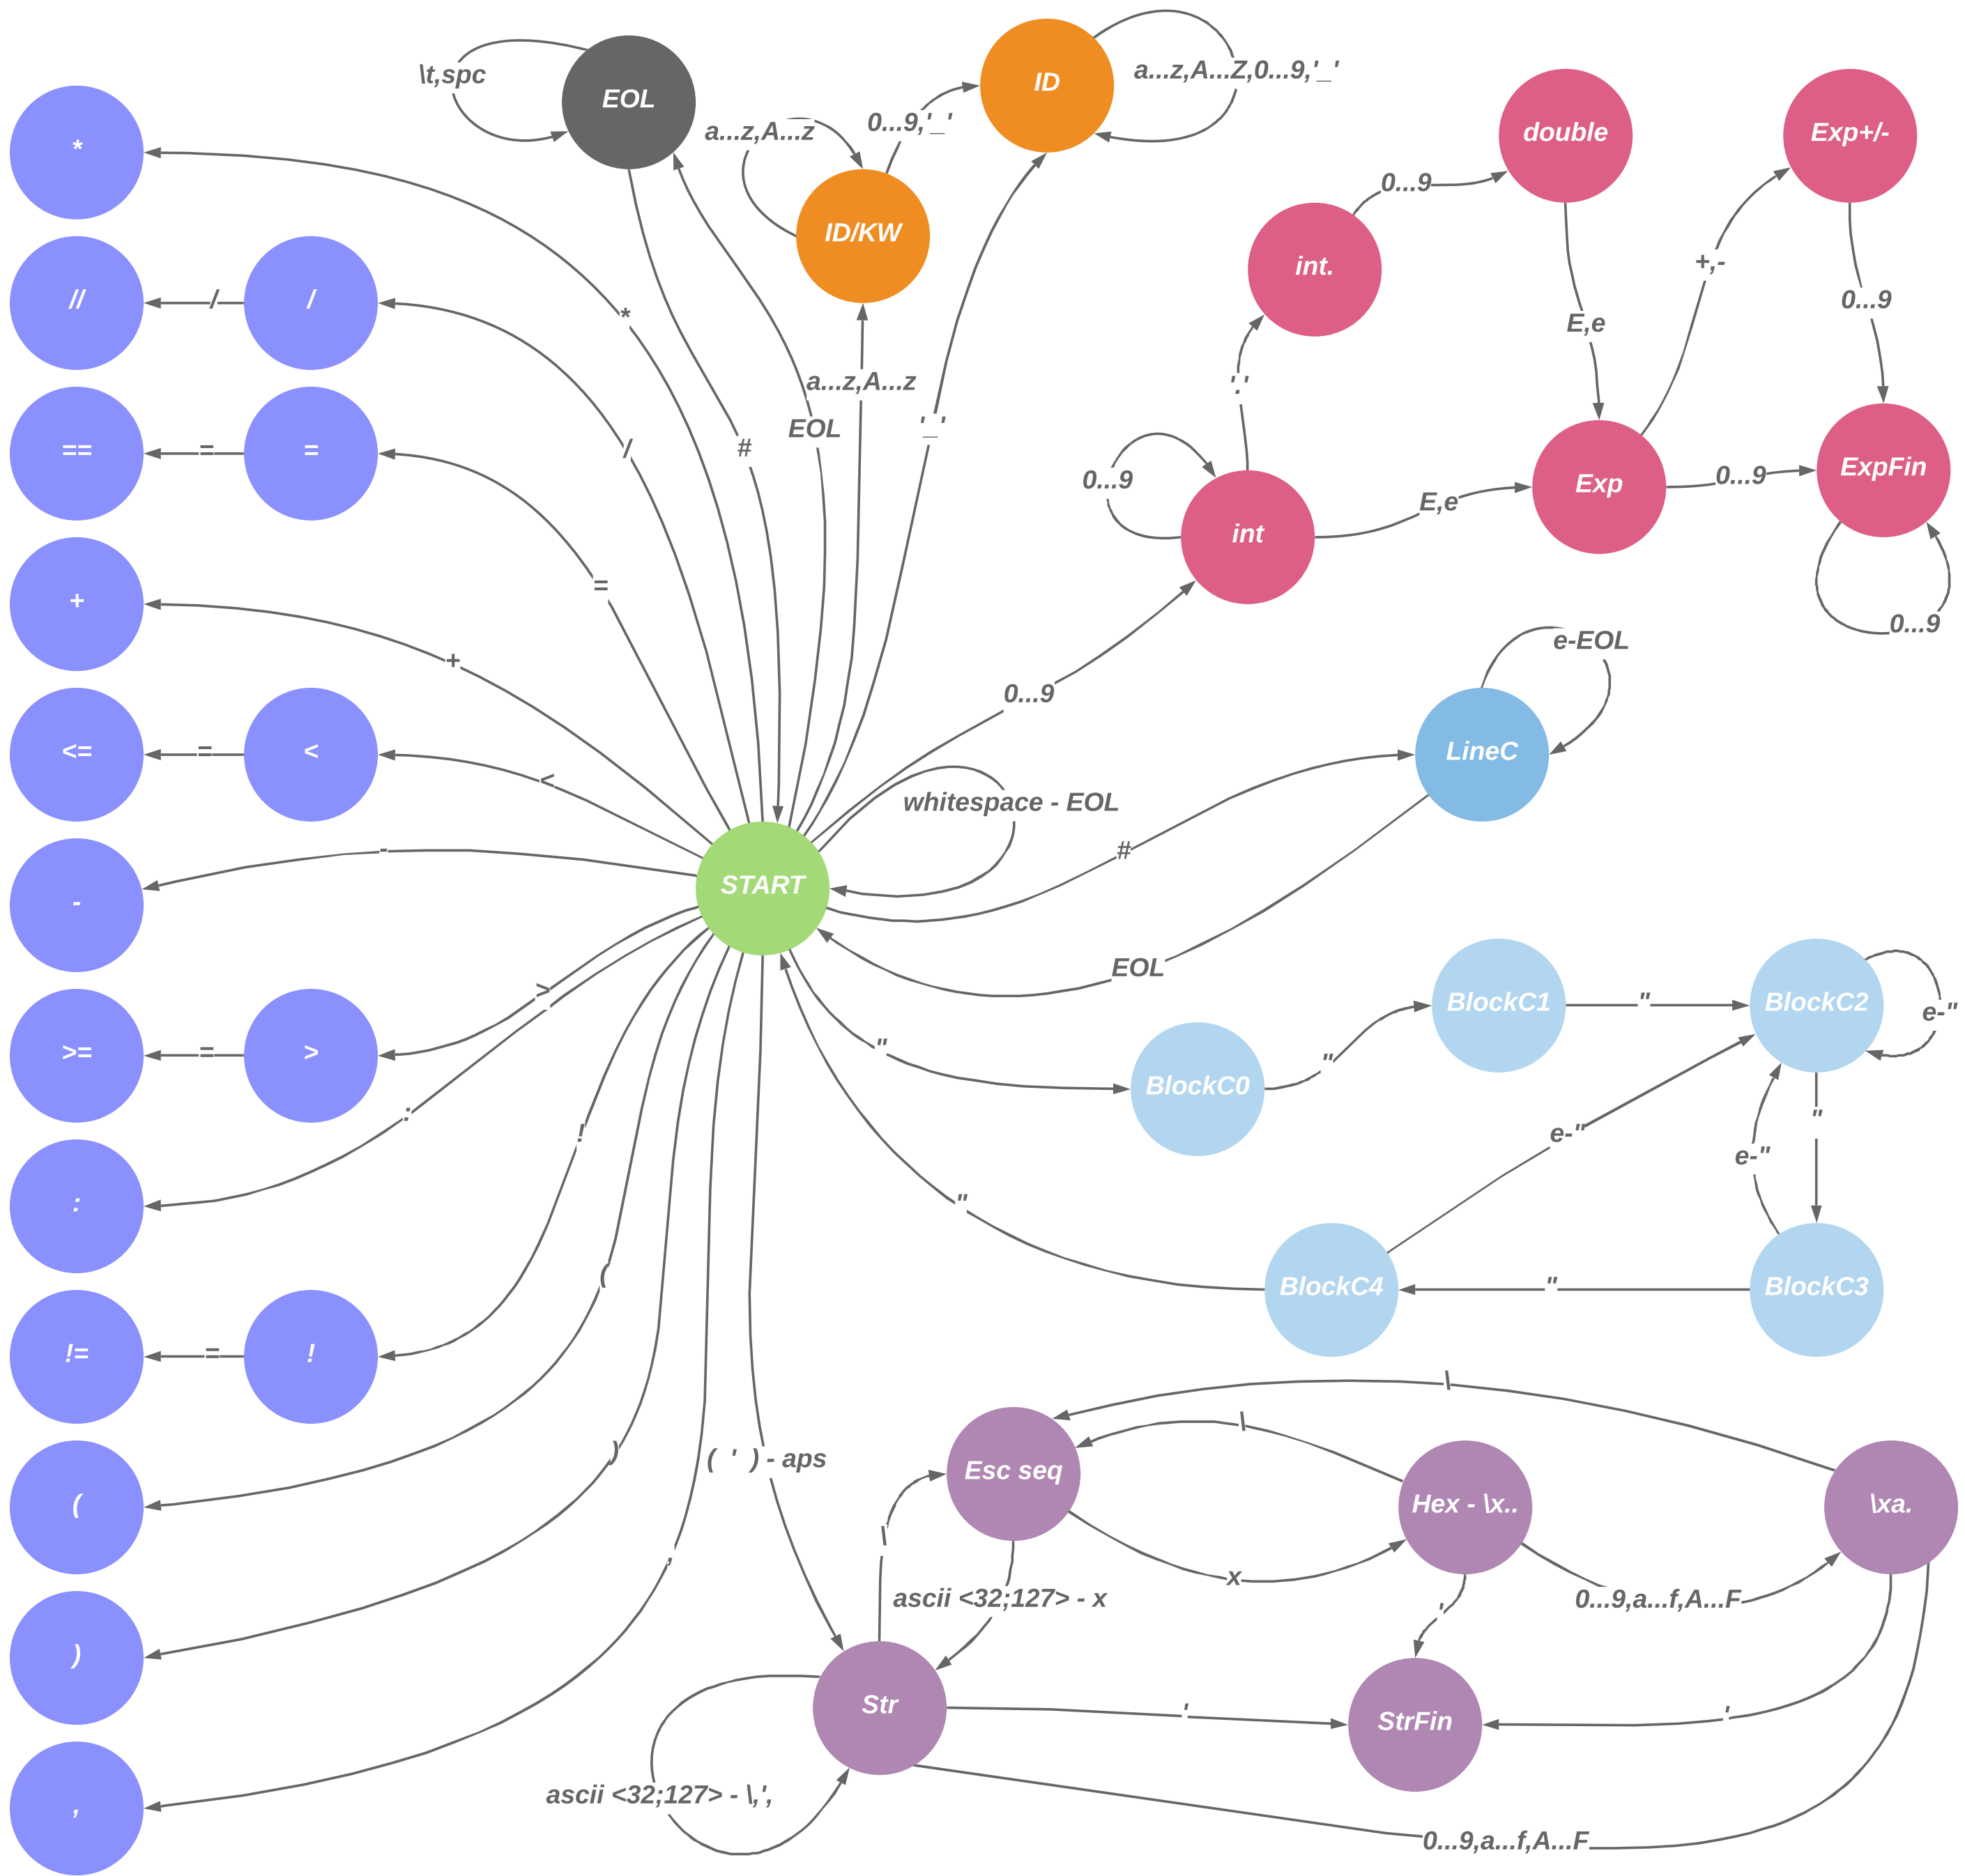 \t,spc
EOL
ID
a...z,A...Z,0...9,'_'
0...9,'_'
a...z,A...z
ID/KW
double
Exp+/-
*
0...9
int.
+,-
0...9
//
/
/
*
E,e
a...z,A...z
'.'
EOL
'_'
#
/
==
=
=
0...9
int
E,e
Exp
0...9
ExpFin
=
+
+
0...9
e-EOL
0...9
<=
=
<
<
whitespace - EOL
LineC
-
-
START
#
EOL
>
>=
=
>
"
BlockC0
"
BlockC1
"
BlockC2
e-"
:
:
!
e-"
e-"
"
"
(
BlockC4
"
BlockC3
!=
=
!
\
\
)
( ' ) - aps
Esc seq
Hex - \x..
\xa.
(
\
,
x
ascii <32;127> - x
0...9,a...f,A...F
'
)
Str
'
StrFin
'
ascii <32;127> - \,',
,
0...9,a...f,A...F